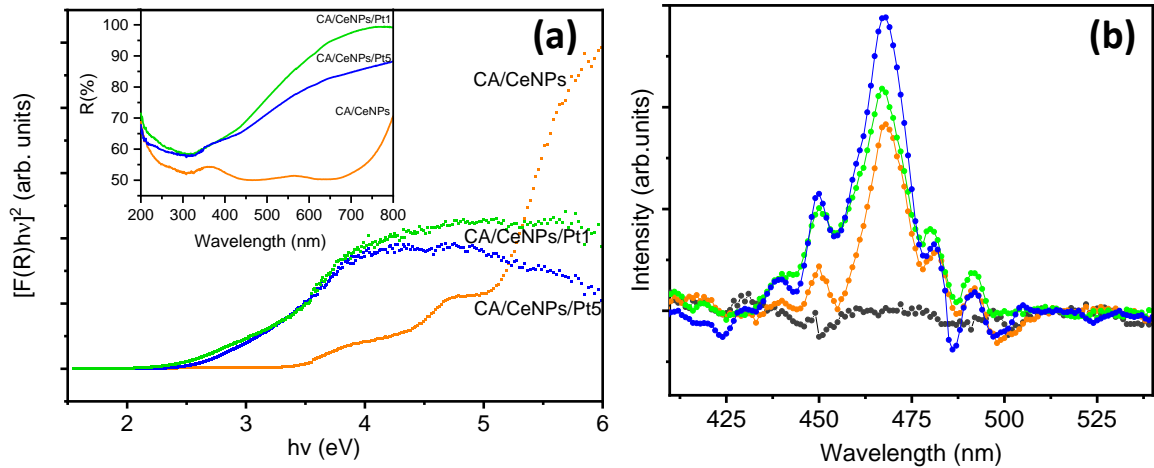 (a)
[F(R)hν]² (arb. units)
CA/CeNPs
CA/CeNPs/Pt1
CA/CeNPs/Pt5
2 3 4 5 6
hν (eV)
R(%)
100
90
80
70
60
50
CA/CeNPs/Pt1
CA/CeNPs/Pt5
CA/CeNPs
200 300 400 500 600 700 800
Wavelength (nm)
(b)
Intensity (arb.units)
425 450 475 500 525
Wavelength (nm)